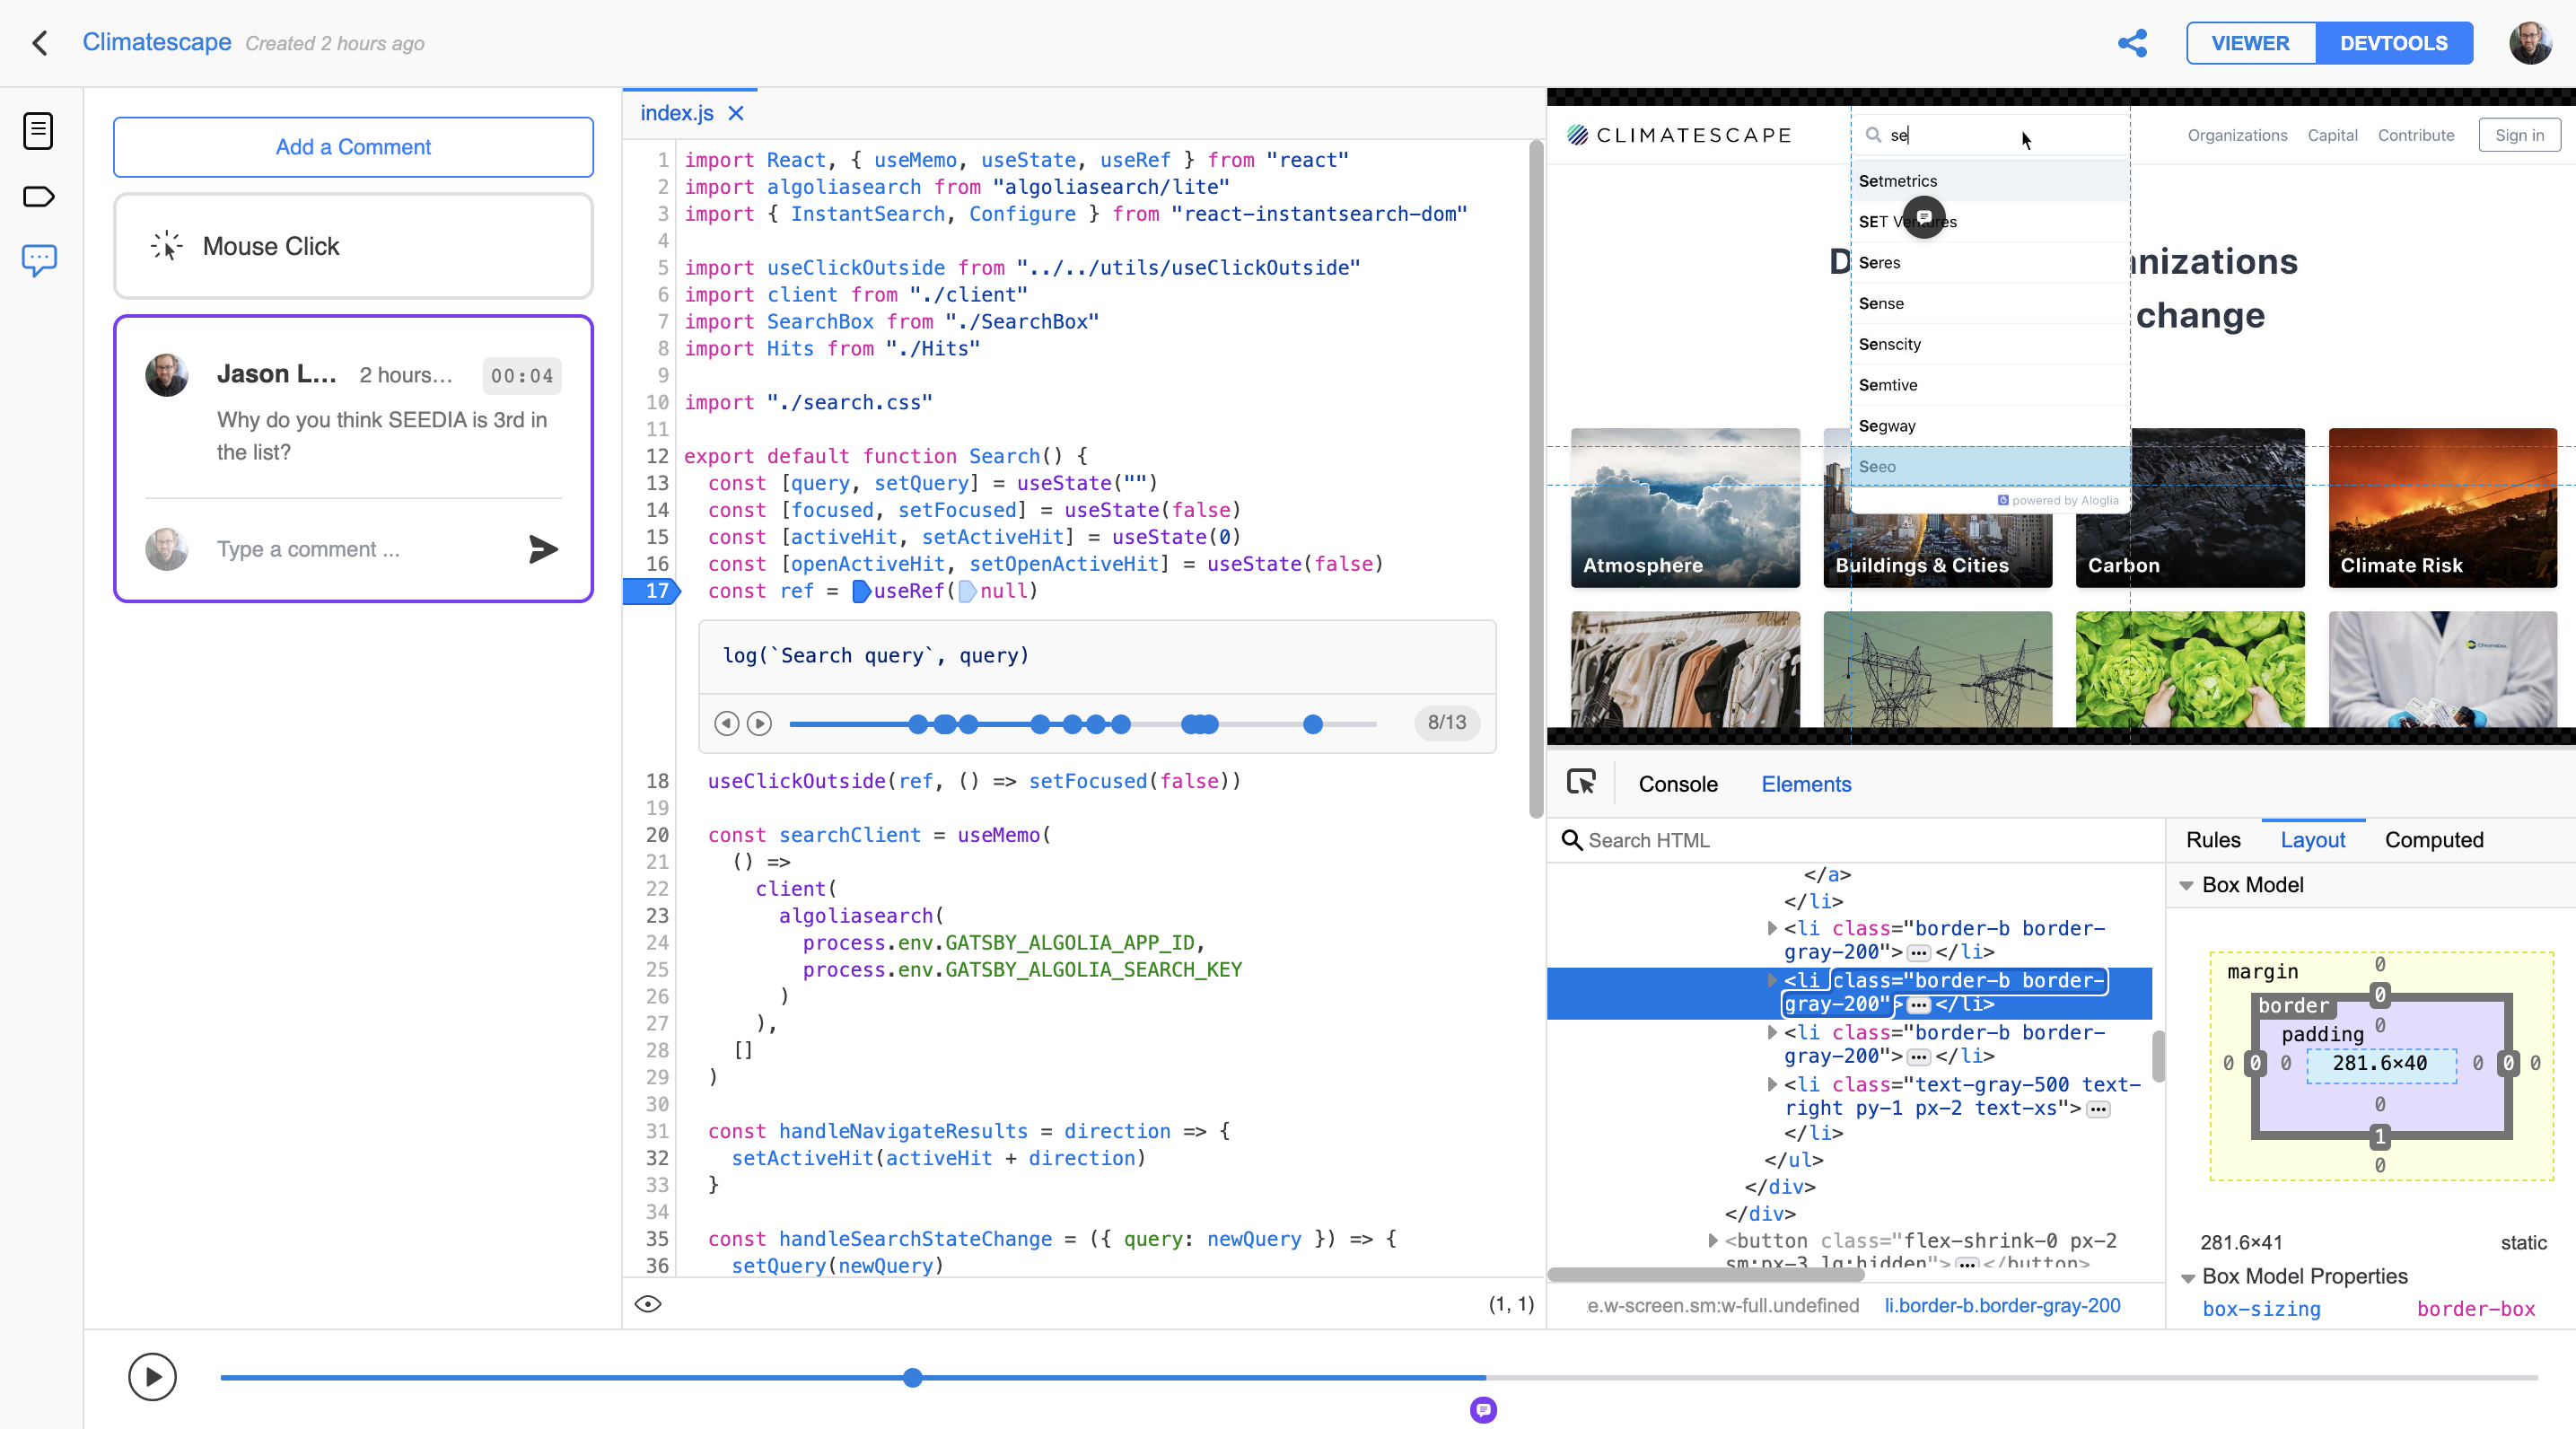 Climatescape Created 2 hours ago
VIEWER DEVTOOLS
Add a Comment
Mouse Click
Jason L... 2 hours... 00:04
Why do you think SEEDIA is 3rd in
the list?
Type a comment ...
index.js
1 import React, { useMemo, useState, useRef } from "react"
2 import algoliasearch from "algoliasearch/lite"
3 import { InstantSearch, Configure } from "react-instantsearch-dom"
4
5 import useClickOutside from "../../utils/useClickOutside"
6 import client from "./client"
7 import SearchBox from "./SearchBox"
8 import Hits from "./Hits"
9
10 import "./search.css"
11
12 export default function Search() {
13 const [query, setQuery] = useState("")
14 const [focused, setFocused] = useState(false)
15 const [activeHit, setActiveHit] = useState(0)
16 const [openActiveHit, setOpenActiveHit] = useState(false)
17 const ref = useRef(null)
log(`Search query`, query)
8/13
18 useClickOutside(ref, () => setFocused(false))
19
20 const searchClient = useMemo(
21 () =>
22 client(
23 algoliasearch(
24 process.env.GATSBY_ALGOLIA_APP_ID,
25 process.env.GATSBY_ALGOLIA_SEARCH_KEY
26 )
27 ),
28 []
29 )
30
31 const handleNavigateResults = direction => {
32 setActiveHit(activeHit + direction)
33 }
34
35 const handleSearchStateChange = ({ query: newQuery }) => {
36 setQuery(newQuery)
(1, 1)
CLIMATESCAPE se Organizations Capital Contribute Sign in
Setmetrics
SET Ventures
Seres
Sense
Senscity
Semtive
Segway
Seeo
powered by Aloglia
D nizations
change
Atmosphere Buildings & Cities Carbon Climate Risk
Console Elements
Search HTML
</a>
</li>
<li class="border-b border-
gray-200">… </li>
<li class="border-b border-
gray-200">… </li>
<li class="border-b border-
gray-200">… </li>
<li class="text-gray-500 text-
right py-1 px-2 text-xs">…
</li>
</ul>
</div>
</div>
<button class="flex-shrink-0 px-2
sm:px-3 lg:hidden">… </button>
e.w-screen.sm:w-full.undefined li.border-b.border-gray-200
Rules Layout Computed
Box Model
margin 0
border 0
padding 0
0 0 0 281.6×40 0 0 0
0
1
0
281.6×41 static
Box Model Properties
box-sizing border-box